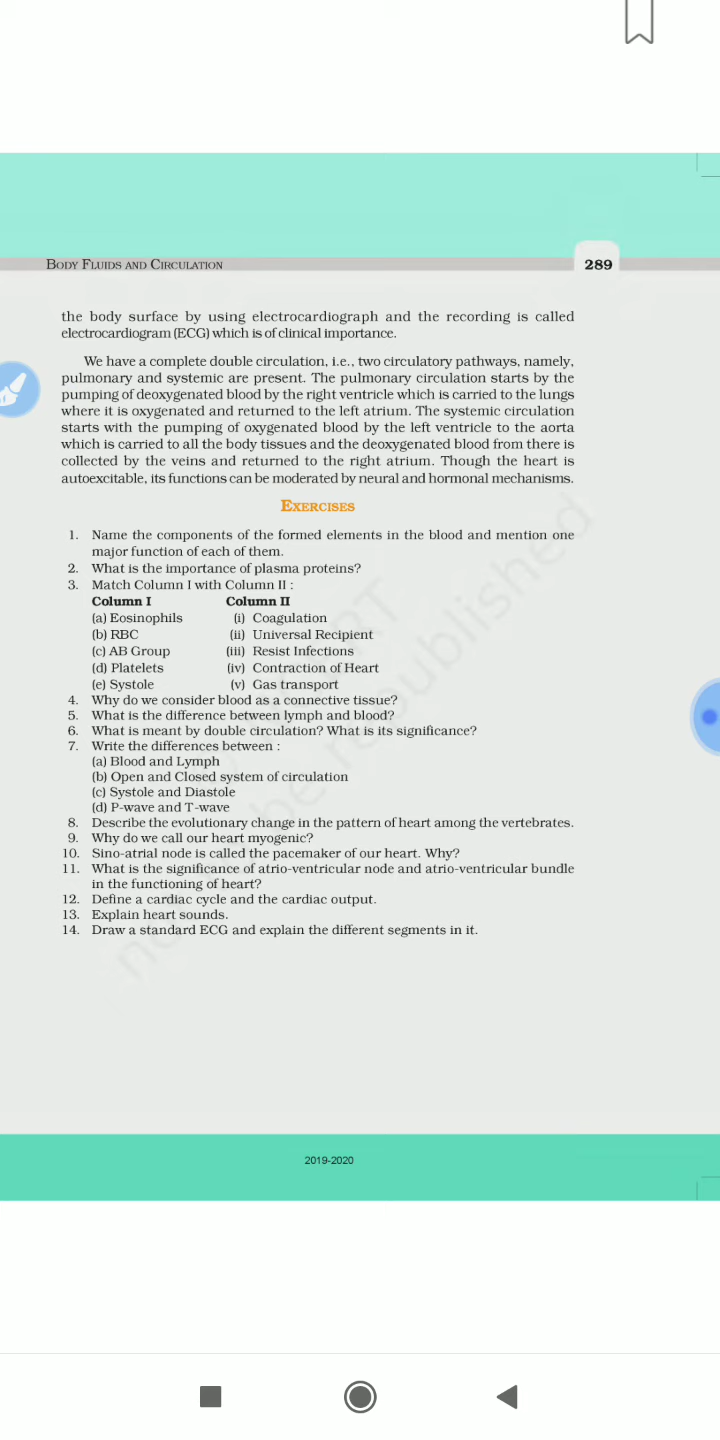 BODY FLUIDS AND CIRCULATION 289
the body surface by using electrocardiograph and the recording is called
electrocardiogram (ECG) which is of clinical importance.
We have a complete double circulation, i.e., two circulatory pathways, namely,
pulmonary and systemic are present. The pulmonary circulation starts by the
pumping of deoxygenated blood by the right ventricle which is carried to the lungs
where it is oxygenated and returned to the left atrium. The systemic circulation
starts with the pumping of oxygenated blood by the left ventricle to the aorta
which is carried to all the body tissues and the deoxygenated blood from there is
collected by the veins and returned to the right atrium. Though the heart is
autoexcitable, its functions can be moderated by neural and hormonal mechanisms.
EXERCISES
1. Name the components of the formed elements in the blood and mention one
major function of each of them.
2. What is the importance of plasma proteins?
3. Match Column I with Column II :
Column I Column II
(a) Eosinophils (i) Coagulation
(b) RBC (ii) Universal Recipient
(c) AB Group (iii) Resist Infections
(d) Platelets (iv) Contraction of Heart
(e) Systole (v) Gas transport
4. Why do we consider blood as a connective tissue?
5. What is the difference between lymph and blood?
6. What is meant by double circulation? What is its significance?
7. Write the differences between :
(a) Blood and Lymph
(b) Open and Closed system of circulation
(c) Systole and Diastole
(d) P-wave and T-wave
8. Describe the evolutionary change in the pattern of heart among the vertebrates.
9. Why do we call our heart myogenic?
10. Sino-atrial node is called the pacemaker of our heart. Why?
11. What is the significance of atrio-ventricular node and atrio-ventricular bundle
in the functioning of heart?
12. Define a cardiac cycle and the cardiac output.
13. Explain heart sounds.
14. Draw a standard ECG and explain the different segments in it.
2019-2020